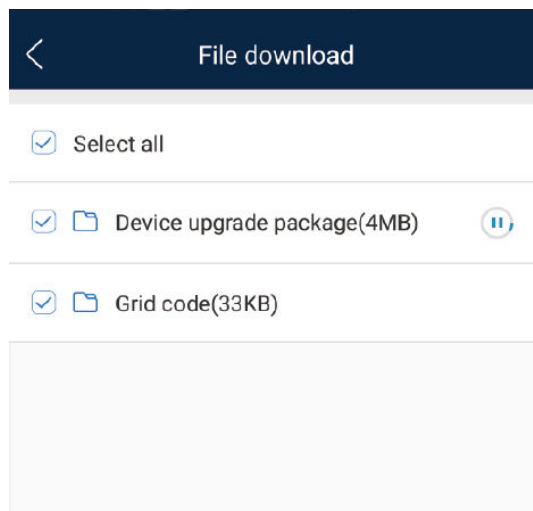 File download
Select all
Device upgrade package(4MB)
Grid code(33KB)